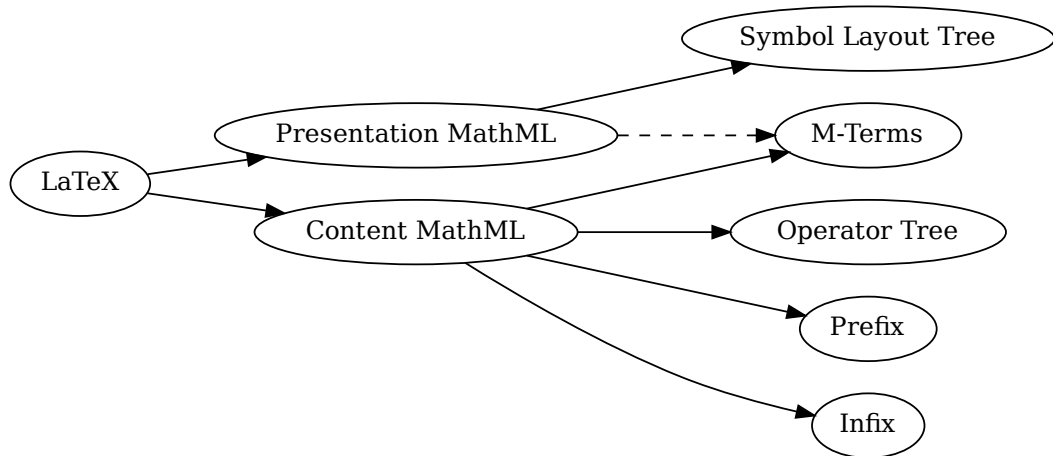 Symbol Layout Tree
Presentation MathML
M-Terms
LaTeX
Content MathML
Operator Tree
Prefix
Infix